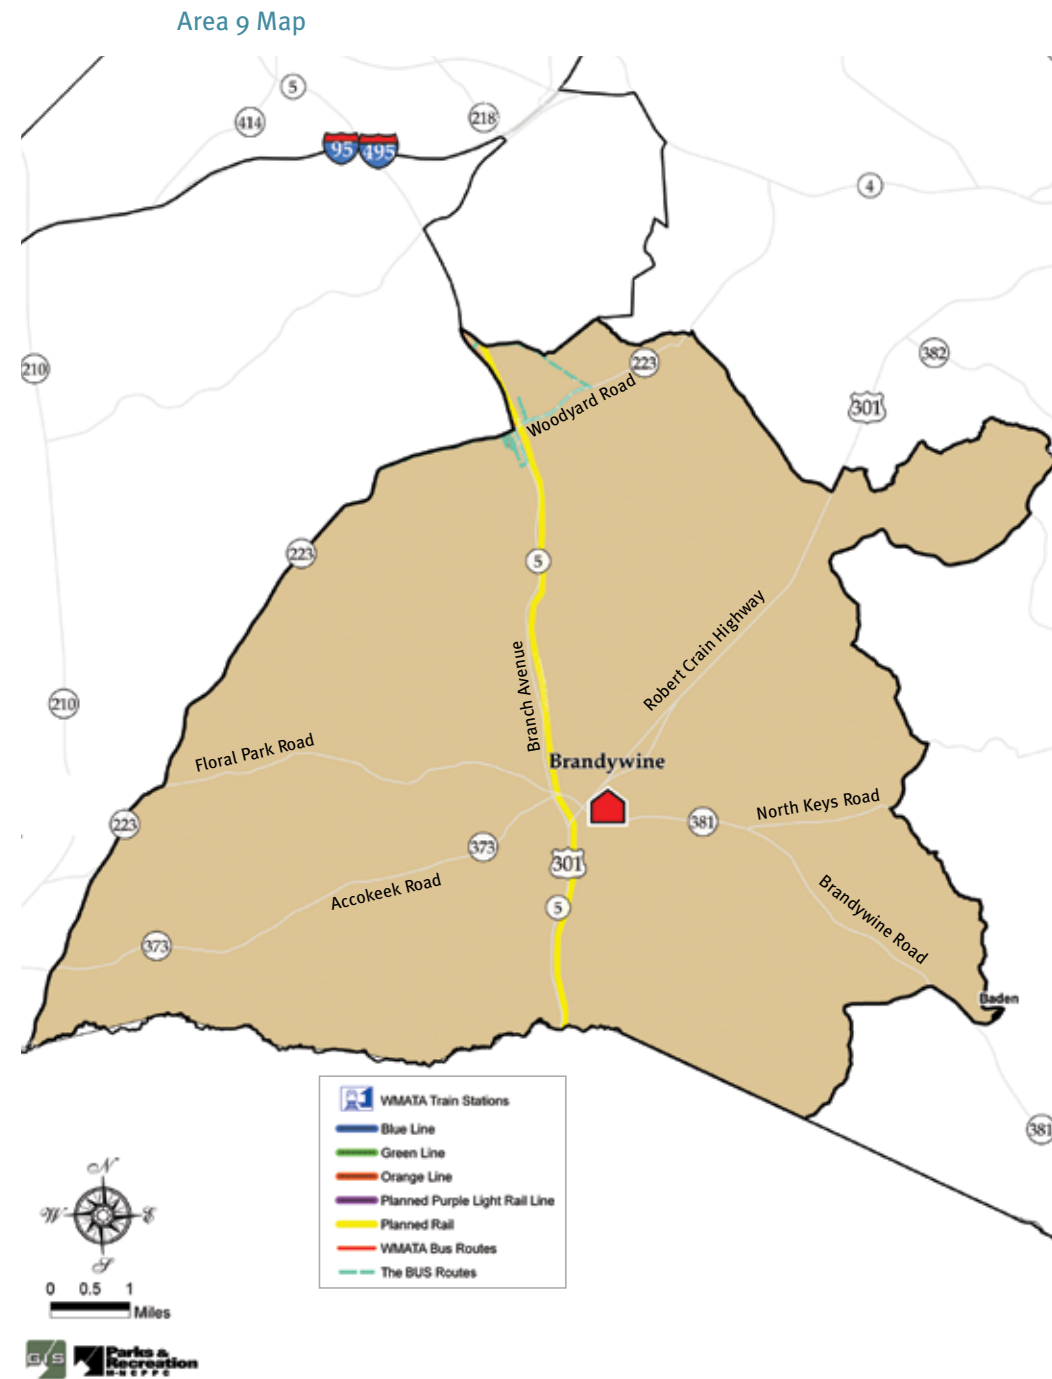 Area 9 Map
5
414
218
95
495
4
210
382
223
301
Woodyard Road
223
5
Robert Crain Highway
Branch Avenue
210
Floral Park Road
Brandywine
North Keys Road
223
381
373
301
Accokeek Road
Brandywine Road
5
373
Baden
381
WMATA Train Stations
Blue Line
Green Line
Orange Line
Planned Purple Light Rail Line
Planned Rail
WMATA Bus Routes
The BUS Routes
N
W E
S
0 0.5 1
Miles
GIS
Parks &
Recreation
M-NCPPC